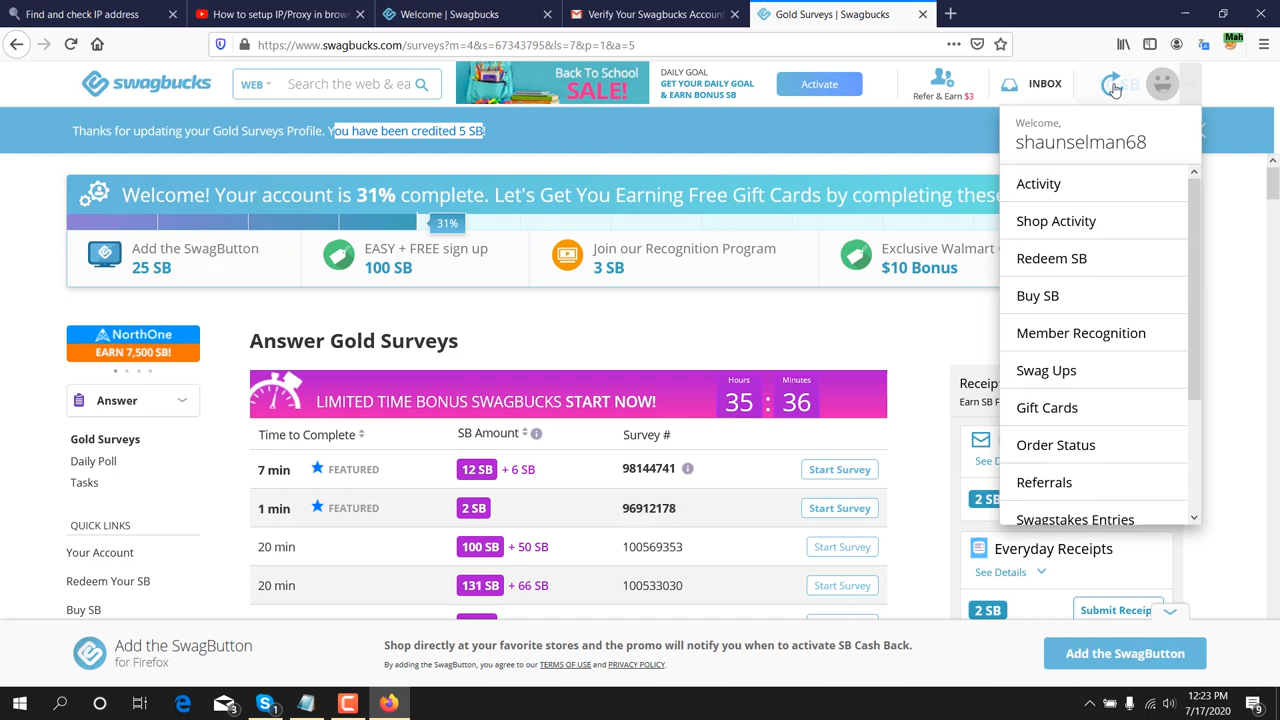 Find and check IP address
How to setup IP/Proxy in brow
Welcome | Swagbucks
Verify Your Swagbucks Accoun
Gold Surveys | Swagbucks
https://www.swagbucks.com/surveys?m=4&s=67343795&ls=7&p=1&a=5
Mah
swagbucks
WEB
Search the web & ea
Back To School
SALE!
DAILY GOAL
GET YOUR DAILY GOAL
& EARN BONUS SB
Activate
Refer & Earn $3
INBOX
SB
Thanks for updating your Gold Surveys Profile. You have been credited 5 SB!
Welcome,
shaunselman68
Activity
Shop Activity
Redeem SB
Buy SB
Member Recognition
Swag Ups
Gift Cards
Order Status
Referrals
Swagstakes Entries
Welcome! Your account is 31% complete. Let's Get You Earning Free Gift Cards by completing these
31%
Add the SwagButton
25 SB
EASY + FREE sign up
100 SB
Join our Recognition Program
3 SB
Exclusive Walmart
$10 Bonus
NorthOne
EARN 7,500 SB!
Answer
Gold Surveys
Daily Poll
Tasks
QUICK LINKS
Your Account
Redeem Your SB
Buy SB
Answer Gold Surveys
LIMITED TIME BONUS SWAGBUCKS START NOW!
Hours Minutes
35 : 36
Time to Complete SB Amount Survey #
7 min FEATURED 12 SB + 6 SB 98144741 Start Survey
1 min FEATURED 2 SB 96912178 Start Survey
20 min 100 SB + 50 SB 100569353 Start Survey
20 min 131 SB + 66 SB 100533030 Start Survey
Receip
Earn SB F
See D
2 SB
Everyday Receipts
See Details
2 SB
Submit Receip
Add the SwagButton
for Firefox
Shop directly at your favorite stores and the promo will notify you when to activate SB Cash Back.
By adding the SwagButton, you agree to our TERMS OF USE and PRIVACY POLICY.
Add the SwagButton
3
1
12:23 PM
7/17/2020
9